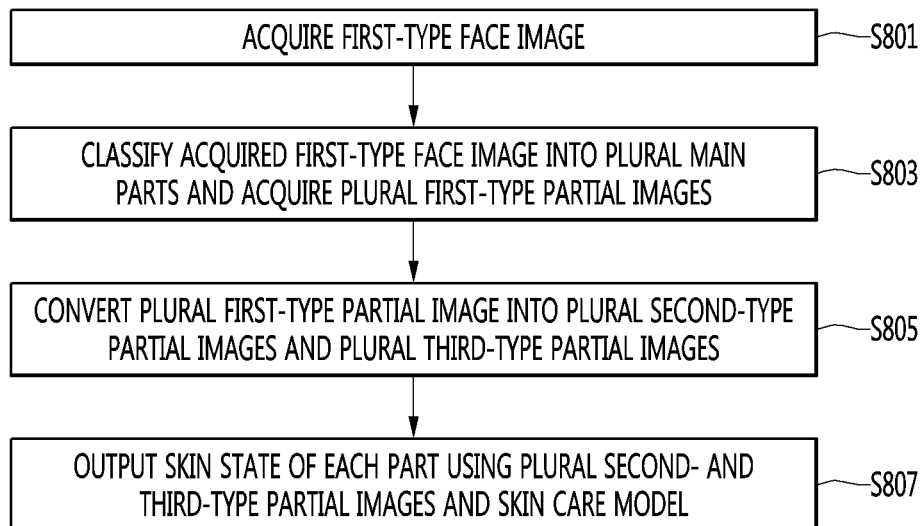 ACQUIRE FIRST-TYPE FACE IMAGE
S801
CLASSIFY ACQUIRED FIRST-TYPE FACE IMAGE INTO PLURAL MAIN
PARTS AND ACQUIRE PLURAL FIRST-TYPE PARTIAL IMAGES
S803
CONVERT PLURAL FIRST-TYPE PARTIAL IMAGE INTO PLURAL SECOND-TYPE
PARTIAL IMAGES AND PLURAL THIRD-TYPE PARTIAL IMAGES
S805
OUTPUT SKIN STATE OF EACH PART USING PLURAL SECOND- AND
THIRD-TYPE PARTIAL IMAGES AND SKIN CARE MODEL
S807